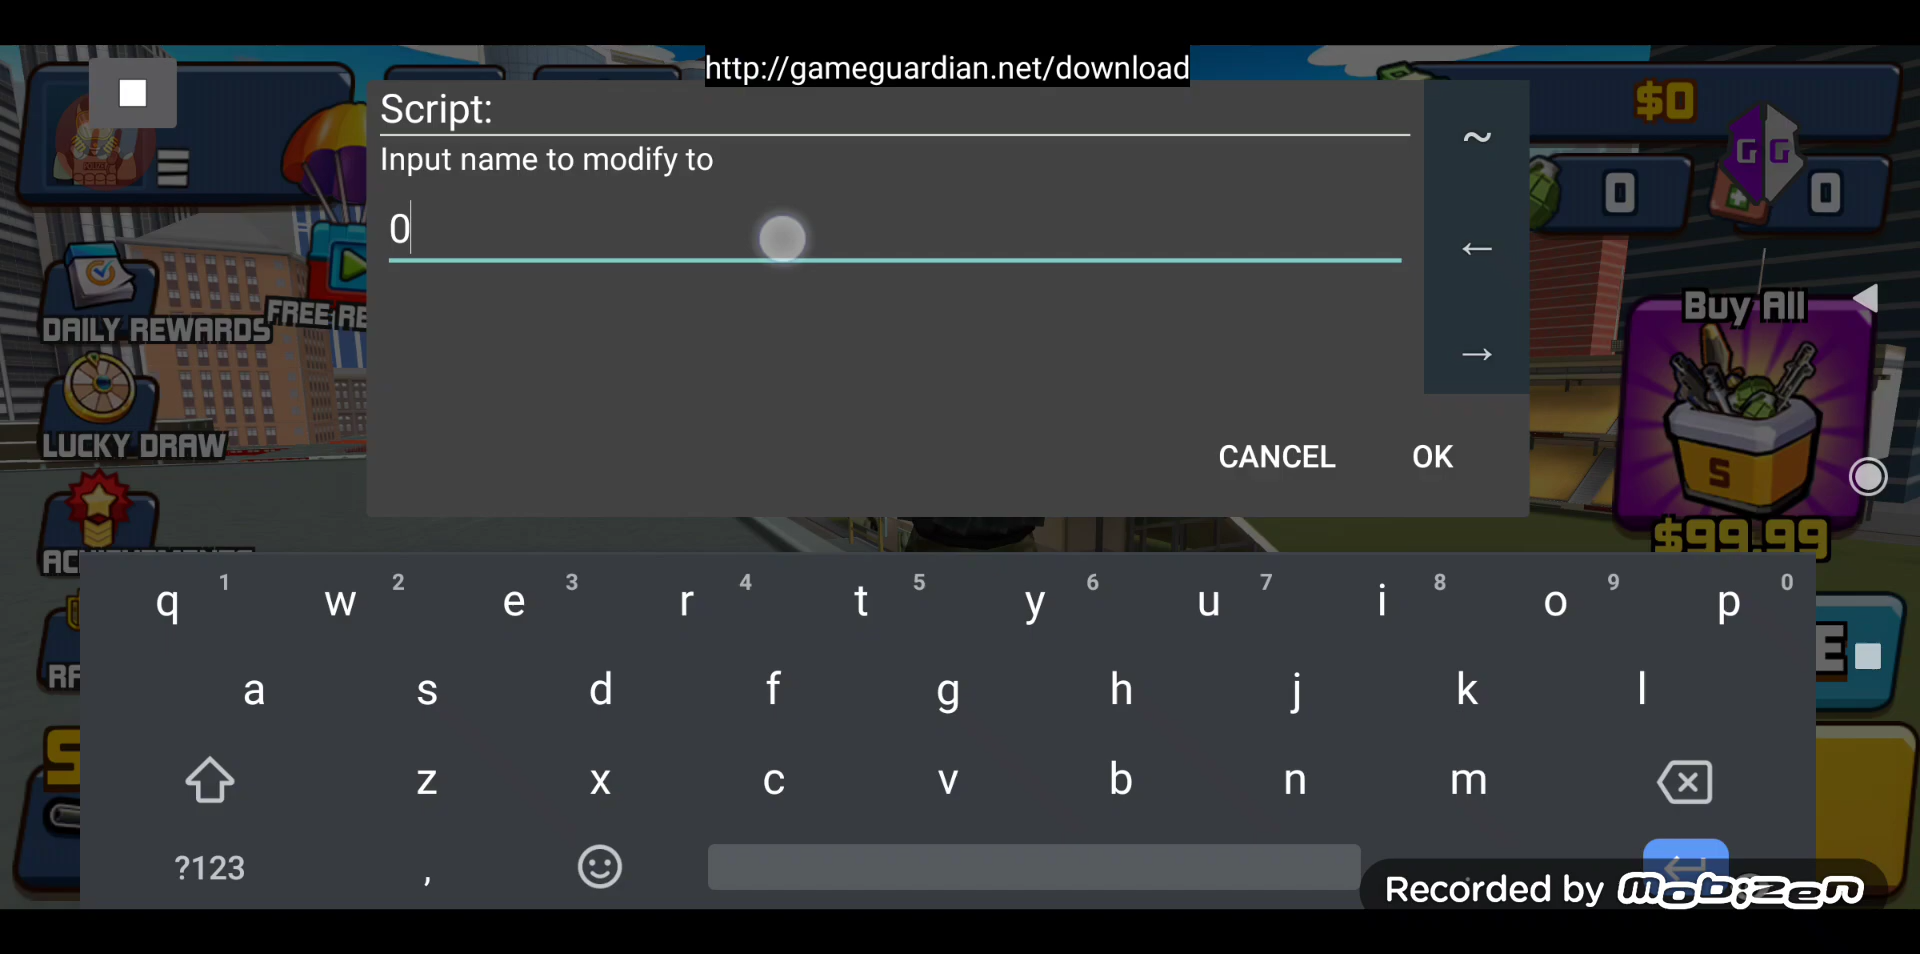 http://gameguardian.net/download
Script:
Input name to modify to
0
~
←
→
CANCEL
OK
$0
G G
0
0
DAILY REWARDS
FREE RE
LUCKY DRAW
Buy All
S
$99.99
E
S
q 1 w 2 e 3 r 4 t 5 y 6 u 7 i 8 o 9 p 0
a s d f g h j k l
z x c v b n m
?123 ,
Recorded by mobizen